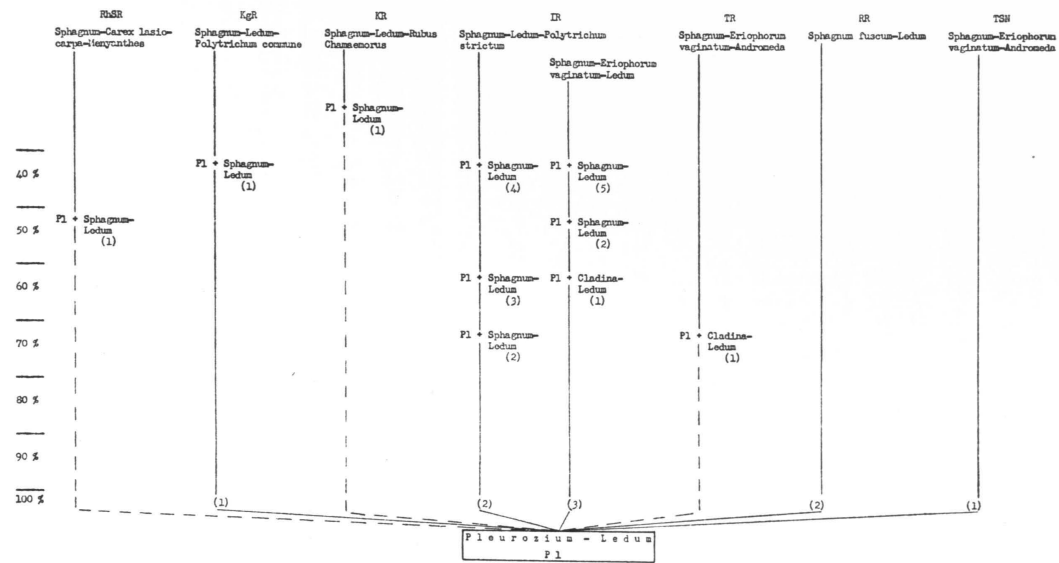 RhSR KgR KR IR TR RR TSN
Sphagnum-Carex lasio-
carpa-Menyanthes
Sphagnum-Ledum-
Polytrichum commune
Sphagnum-Ledum-Rubus
Chamaemorus
Sphagnum-Ledum-Polytrichum
strictum
Sphagnum-Eriophorum
vaginatum-Ledum
Sphagnum-Eriophorum
vaginatum-Andromeda
Sphagnum fuscum-Ledum
Sphagnum-Eriophorum
vaginatum-Andromeda
Pl + Sphagnum-
Ledum
(1)
40 %
Pl + Sphagnum-
Ledum
(1)
Pl + Sphagnum-
Ledum
(4)
Pl + Sphagnum-
Ledum
(5)
50 %
Pl + Sphagnum-
Ledum
(1)
Pl + Sphagnum-
Ledum
(2)
60 %
Pl + Sphagnum-
Ledum
(3)
Pl + Cladina-
Ledum
(1)
70 %
Pl + Sphagnum-
Ledum
(2)
Pl + Cladina-
Ledum
(1)
80 %
90 %
100 %
(1) (2) (3) (2) (1)
Pleurozium - Ledum
Pl